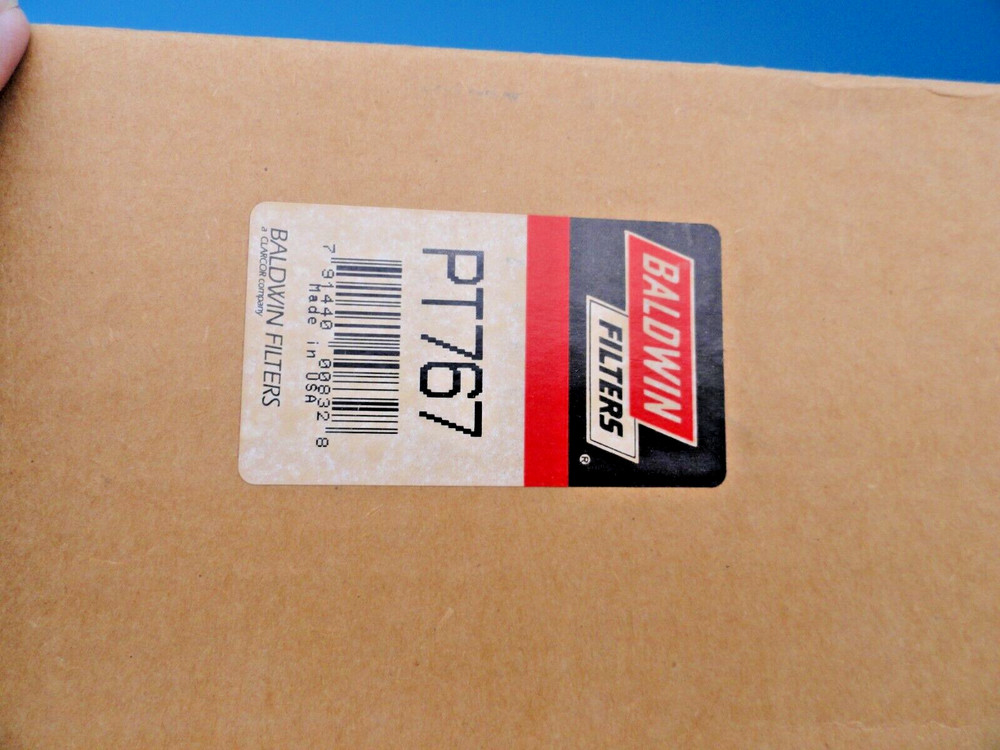 BALDWIN
FILTERS
®
PT767
7 91440 00832 8
Made in USA
BALDWIN FILTERS
a CLARCOR company